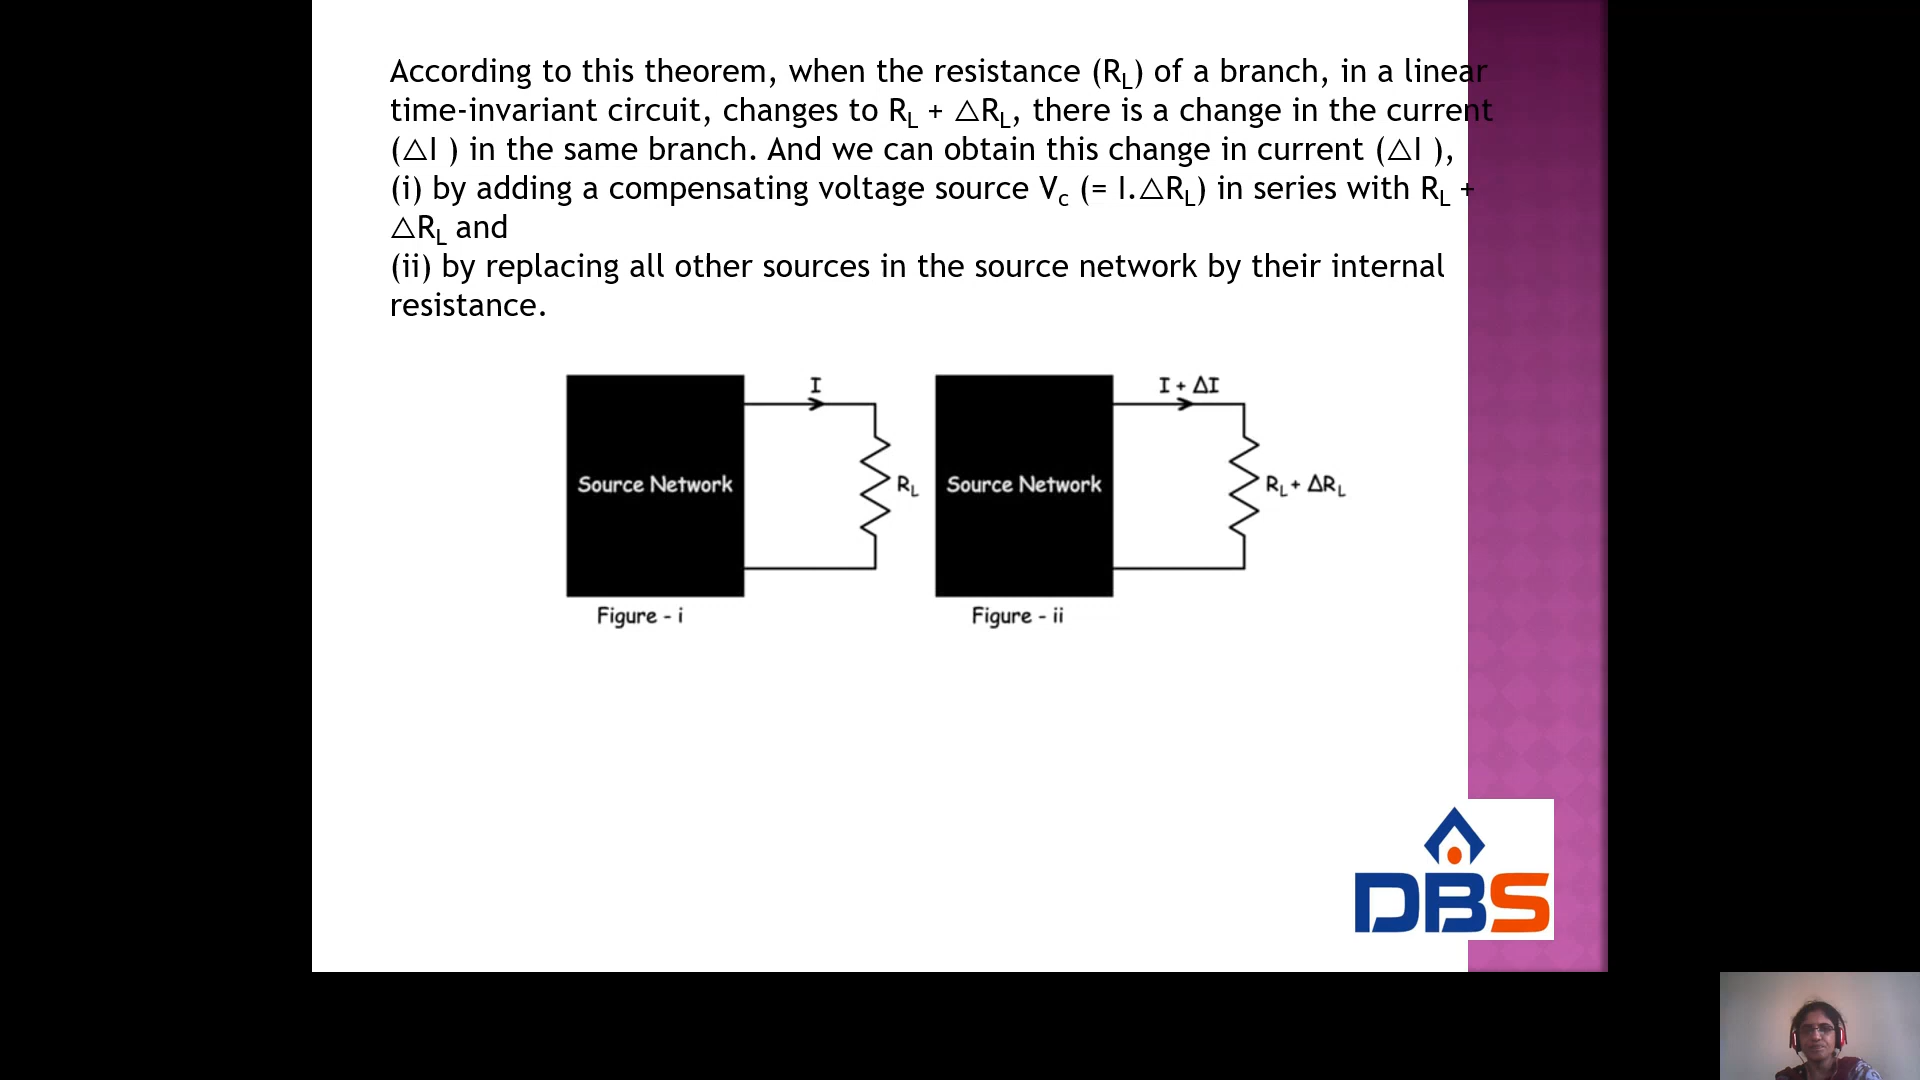 According to this theorem, when the resistance (RL) of a branch, in a linear
time-invariant circuit, changes to RL + △RL, there is a change in the current
(△I ) in the same branch. And we can obtain this change in current (△I ),
(i) by adding a compensating voltage source Vc (= I.△RL) in series with RL +
△RL and
(ii) by replacing all other sources in the source network by their internal
resistance.
I
Source Network
RL
Figure - i
I + ΔI
Source Network
RL + ΔRL
Figure - ii
DBS